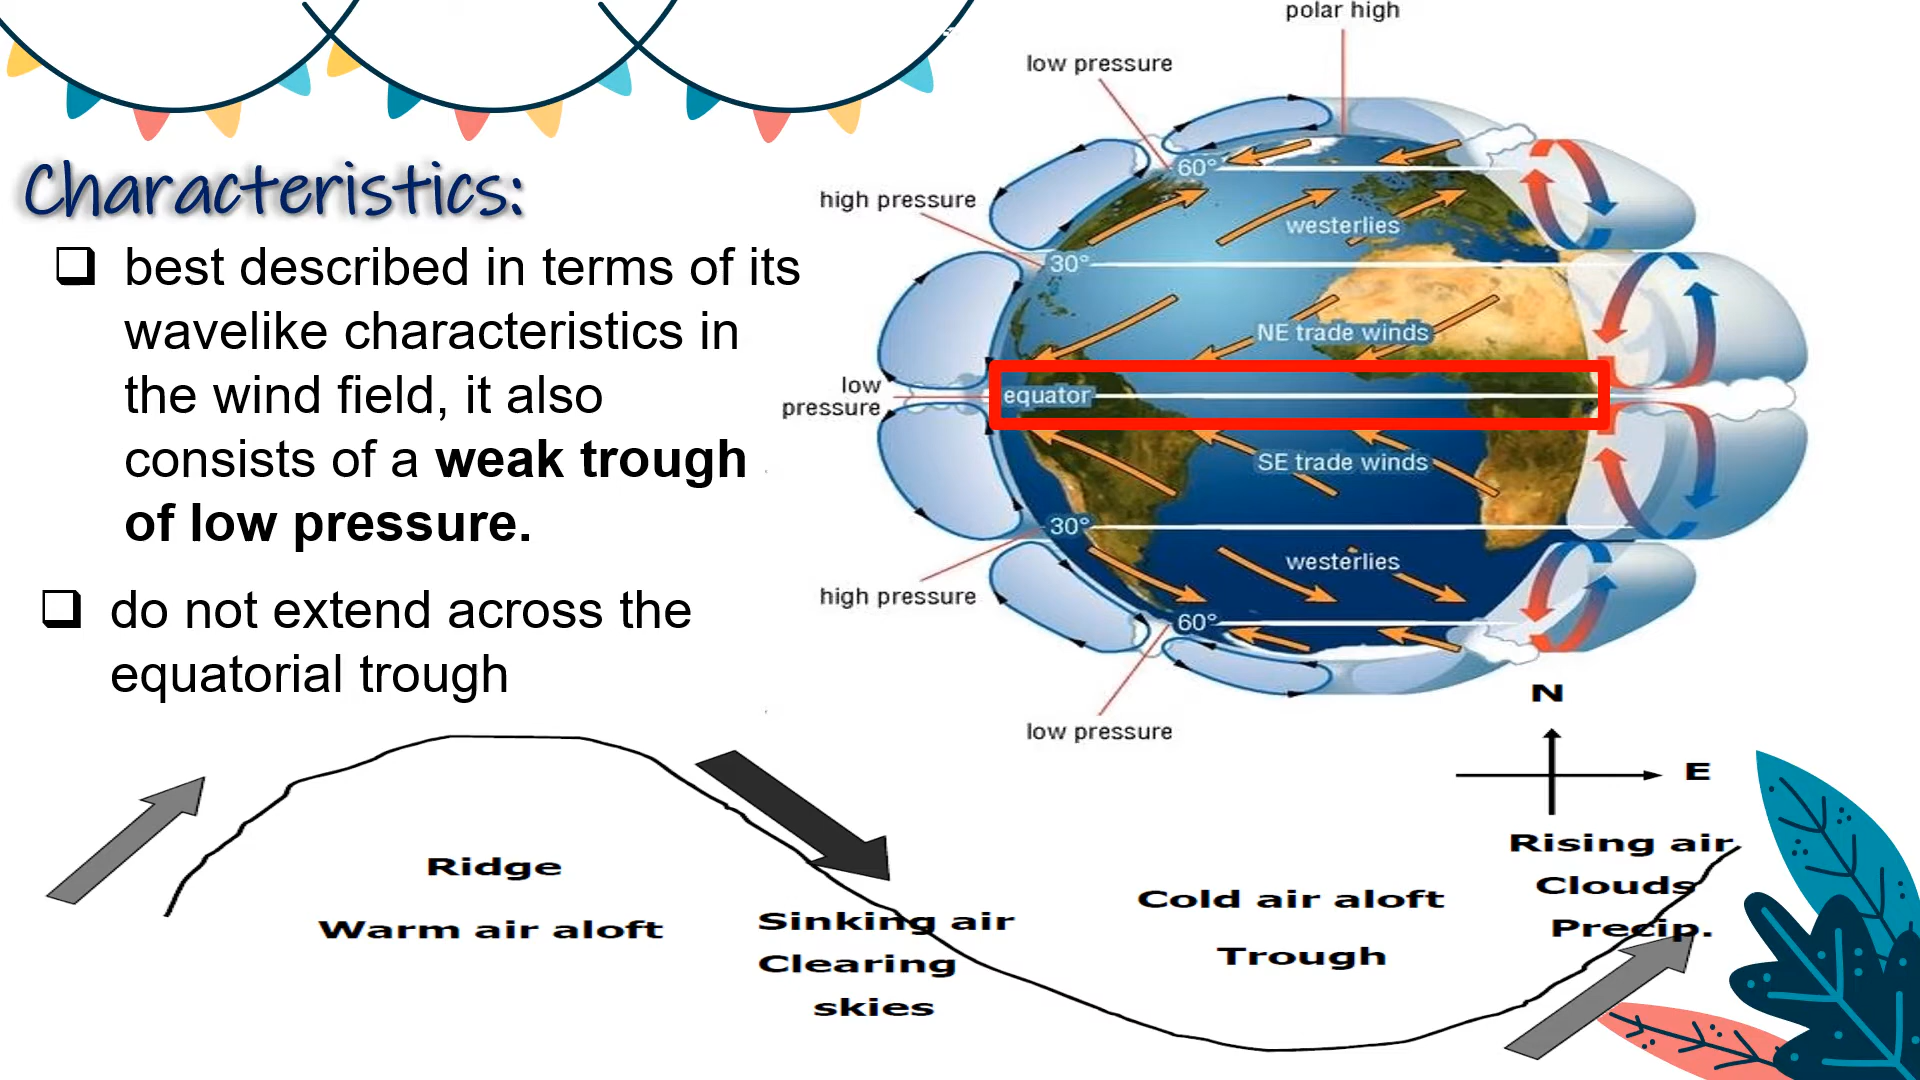 Characteristics:
best described in terms of its
wavelike characteristics in
the wind field, it also
consists of a weak trough
of low pressure.
do not extend across the
equatorial trough
polar high
low pressure
60°
high pressure
westerlies
30°
NE trade winds
low
pressure
equator
SE trade winds
30°
westerlies
high pressure
60°
low pressure
N
E
Ridge
Warm air aloft
Sinking air
Clearing
skies
Cold air aloft
Trough
Rising air
Clouds
Precip.